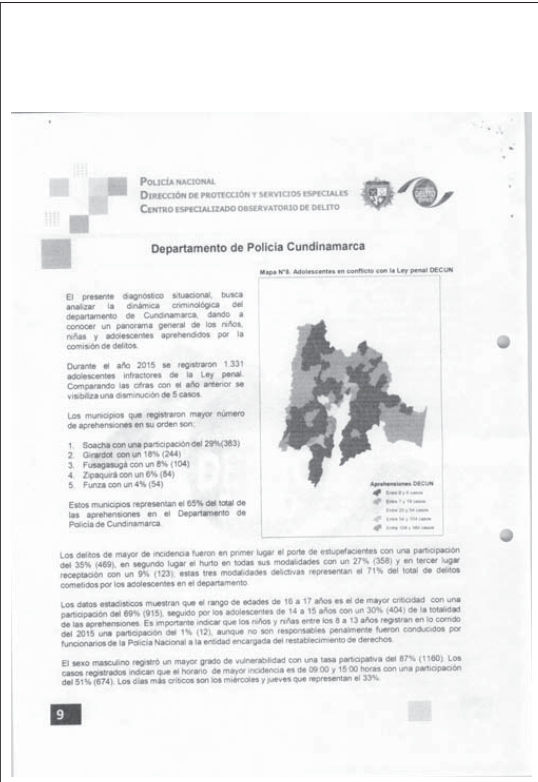 POLICÍA NACIONAL
DIRECCIÓN DE PROTECCIÓN Y SERVICIOS ESPECIALES
CENTRO ESPECIALIZADO OBSERVATORIO DE DELITO
Departamento de Policia Cundinamarca
Mapa N°8. Adolescentes en conflicto con la Ley penal DECUN
El presente diagnóstico situacional, busca
analizar la dinámica criminológica del
departamento de Cundinamarca, dando a
conocer un panorama general de los niños,
niñas y adolescentes aprehendidos por la
comisión de delitos.
Durante el año 2015 se registraron 1.331
adolescentes infractores de la Ley penal.
Comparando las cifras con el año anterior se
visibiliza una disminución de 5 casos.
Los municipios que registraron mayor número
de aprehensiones en su orden son:
1. Soacha con una participación del 29%(383)
2. Girardot con un 18% (244)
3. Fusagasugá con un 8% (104)
4. Zipaquirá con un 6% (84)
5. Funza con un 4% (54)
Estos municipios representan el 65% del total de
las aprehensiones en el Departamento de
Policía de Cundinamarca.
Aprehensiones DECUN
Los delitos de mayor de incidencia fueron en primer lugar el porte de estupefacientes con una participación
del 35% (469), en segundo lugar el hurto en todas sus modalidades con un 27% (358) y en tercer lugar
receptación con un 9% (123), estas tres modalidades delictivas representan el 71% del total de delitos
cometidos por los adolescentes en el departamento.
Los datos estadísticos muestran que el rango de edades de 16 a 17 años es el de mayor criticidad con una
participación del 69% (915), seguido por los adolescentes de 14 a 15 años con un 30% (404) de la totalidad
de las aprehensiones. Es importante indicar que los niños y niñas entre los 8 a 13 años registran en lo corrido
del 2015 una participación del 1% (12), aunque no son responsables penalmente fueron conducidos por
funcionarios de la Policía Nacional a la entidad encargada del restablecimiento de derechos.
El sexo masculino registró un mayor grado de vulnerabilidad con una tasa participativa del 87% (1160). Los
casos registrados indican que el horario de mayor incidencia es de 09:00 y 15:00 horas con una participación
del 51% (674). Los días más críticos son los miércoles y jueves que representan el 33%.
9